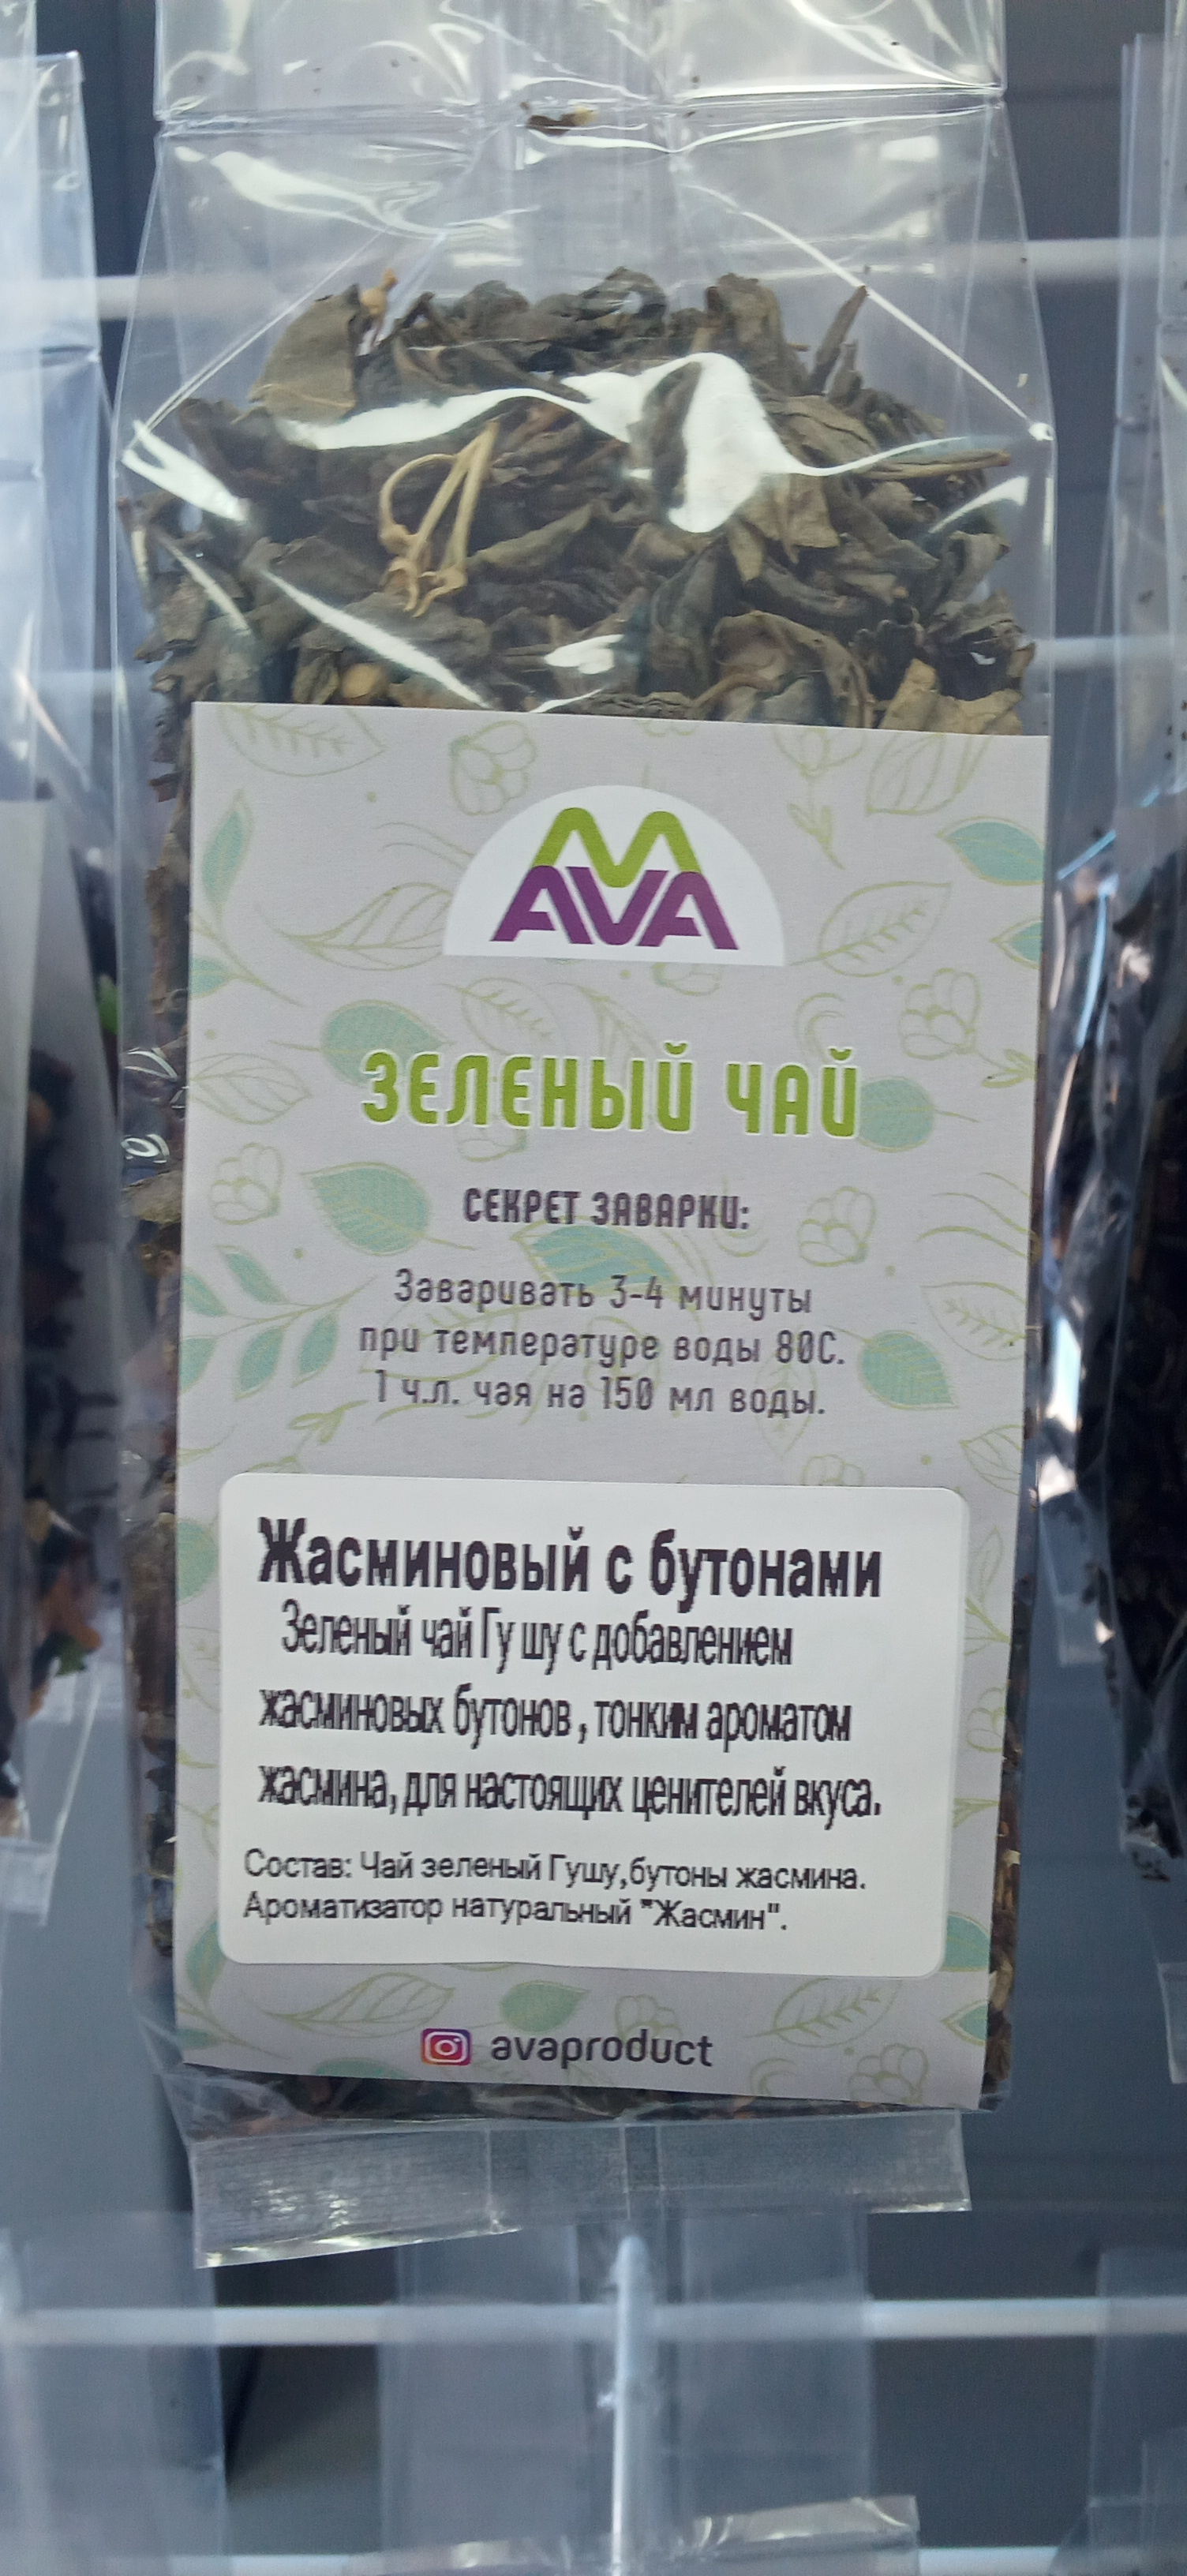 AVA
ЗЕЛЕНЫЙ ЧАЙ
СЕКРЕТ ЗАВАРКИ:
Заваривать 3-4 минуты
при температуре воды 80С.
1 ч.л. чая на 150 мл воды.
Жасминовый с бутонами
Зеленый чай Гу шу с добавлением
жасминовых бутонов , тонким ароматом
жасмина, для настоящих ценителей вкуса.
Состав: Чай зеленый Гушу,бутоны жасмина.
Ароматизатор натуральный "Жасмин".
avaproduct